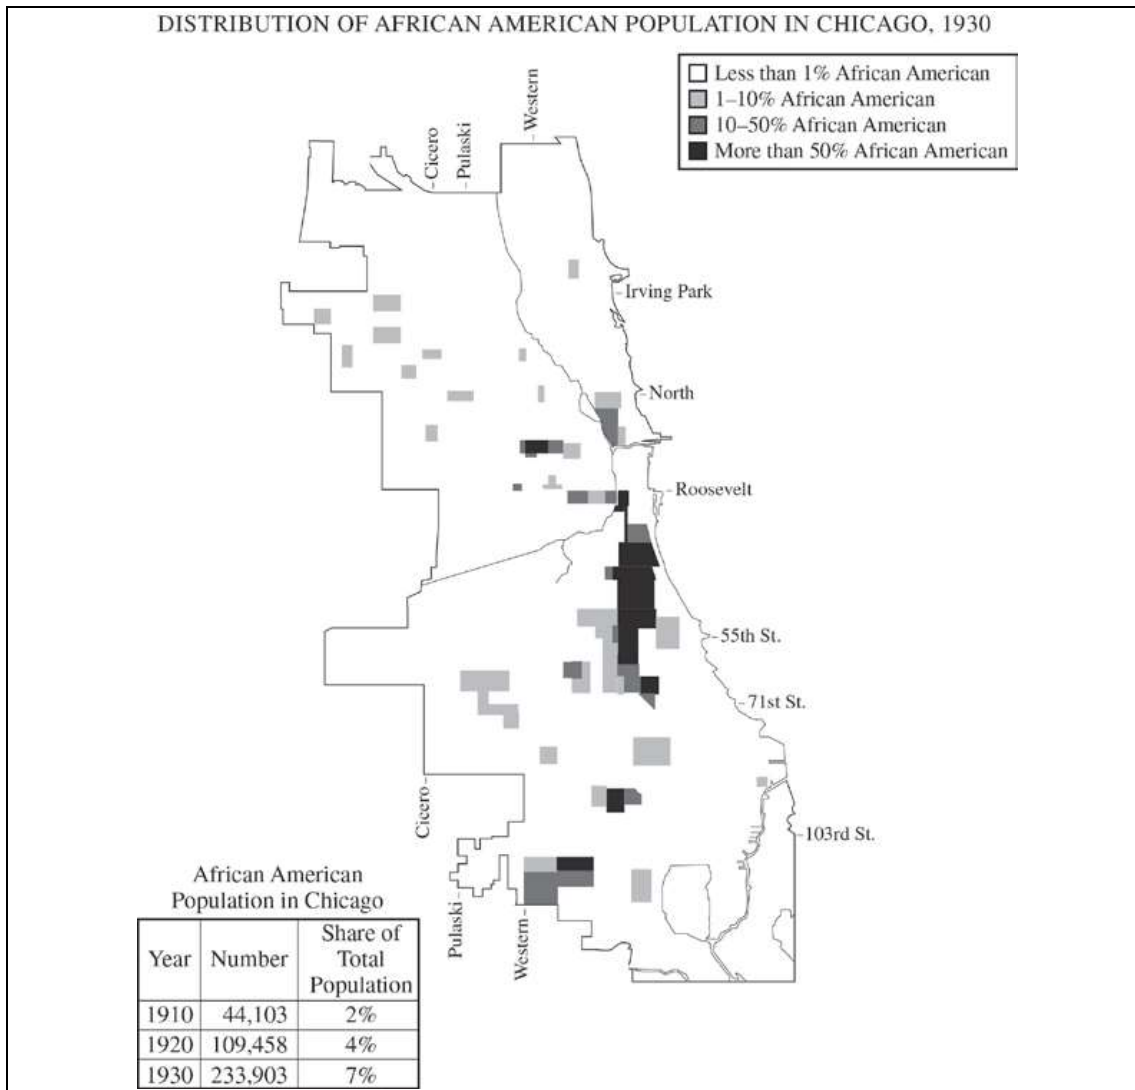 DISTRIBUTION OF AFRICAN AMERICAN POPULATION IN CHICAGO, 1930
Less than 1% African American
1–10% African American
10–50% African American
More than 50% African American
Western
Cicero
Pulaski
Irving Park
North
Roosevelt
55th St.
71st St.
Cicero
103rd St.
Pulaski
Western
African American
Population in Chicago
Year Number Share of
Total
Population
1910 44,103 2%
1920 109,458 4%
1930 233,903 7%